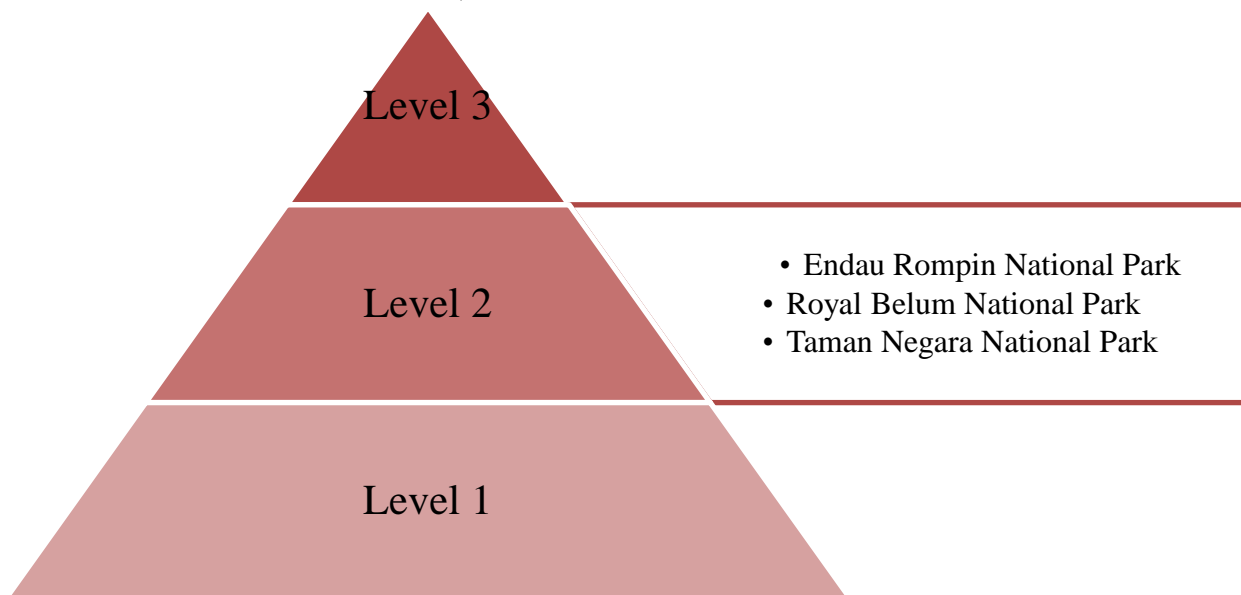 Level 3
Level 2
• Endau Rompin National Park
• Royal Belum National Park
• Taman Negara National Park
Level 1